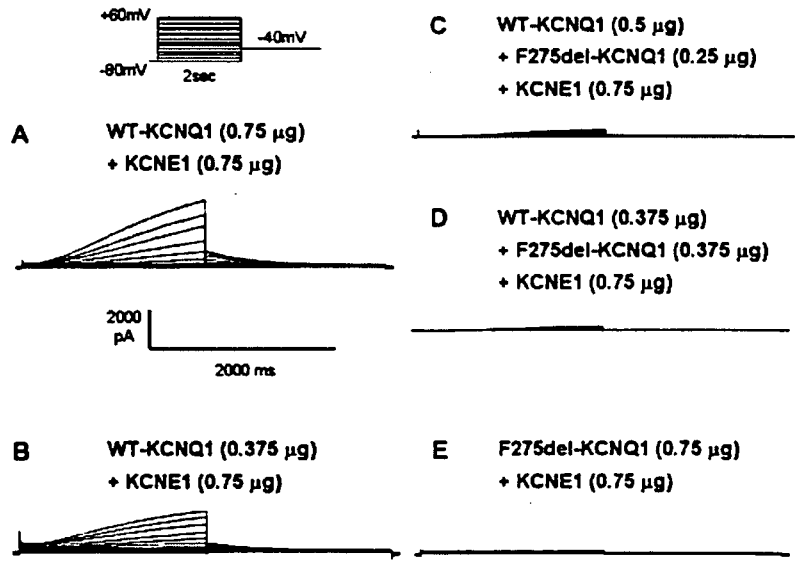 +60mV
-40mV
-80mV
2sec
A WT-KCNQ1 (0.75 μg)
+ KCNE1 (0.75 μg)
2000
pA
2000 ms
B WT-KCNQ1 (0.375 μg)
+ KCNE1 (0.75 μg)
C WT-KCNQ1 (0.5 μg)
+ F275del-KCNQ1 (0.25 μg)
+ KCNE1 (0.75 μg)
D WT-KCNQ1 (0.375 μg)
+ F275del-KCNQ1 (0.375 μg)
+ KCNE1 (0.75 μg)
E F275del-KCNQ1 (0.75 μg)
+ KCNE1 (0.75 μg)